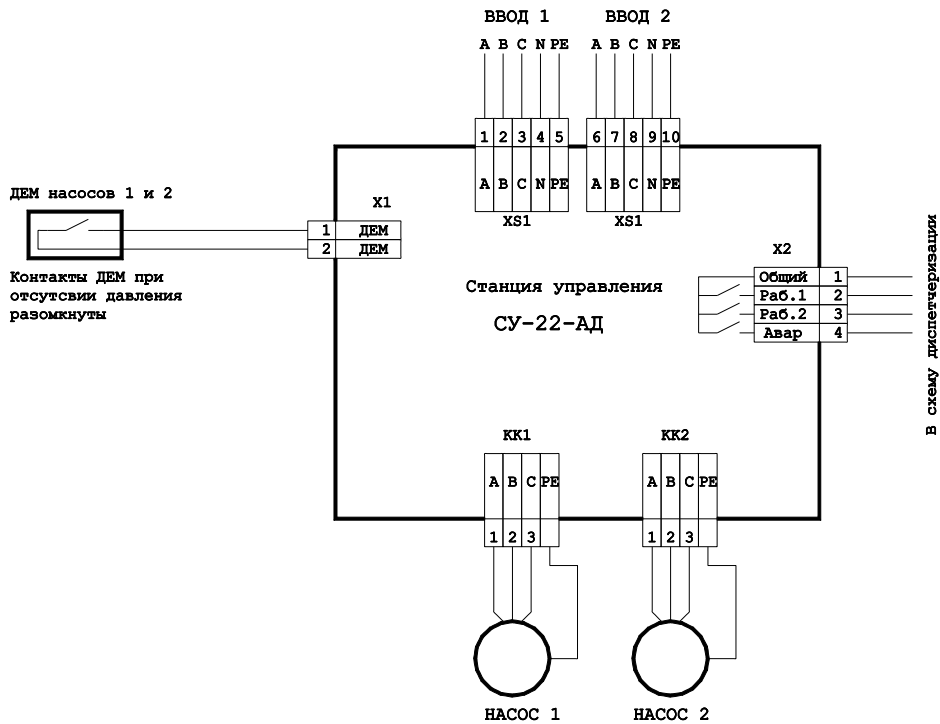 ВВОД 1 ВВОД 2
A B C N PE A B C N PE
1 2 3 4 5 6 7 8 9 10
A B C N PE A B C N PE
XS1 XS1
ДЕМ насосов 1 и 2
X1
1 ДЕМ
2 ДЕМ
Контакты ДЕМ при
отсутсвии давления
разомкнуты
Станция управления
СУ-22-АД
X2
Общий 1
Раб.1 2
Раб.2 3
Авар 4
В схему диспетчеризации
КК1 КК2
A B C PE A B C PE
1 2 3 1 2 3
НАСОС 1 НАСОС 2